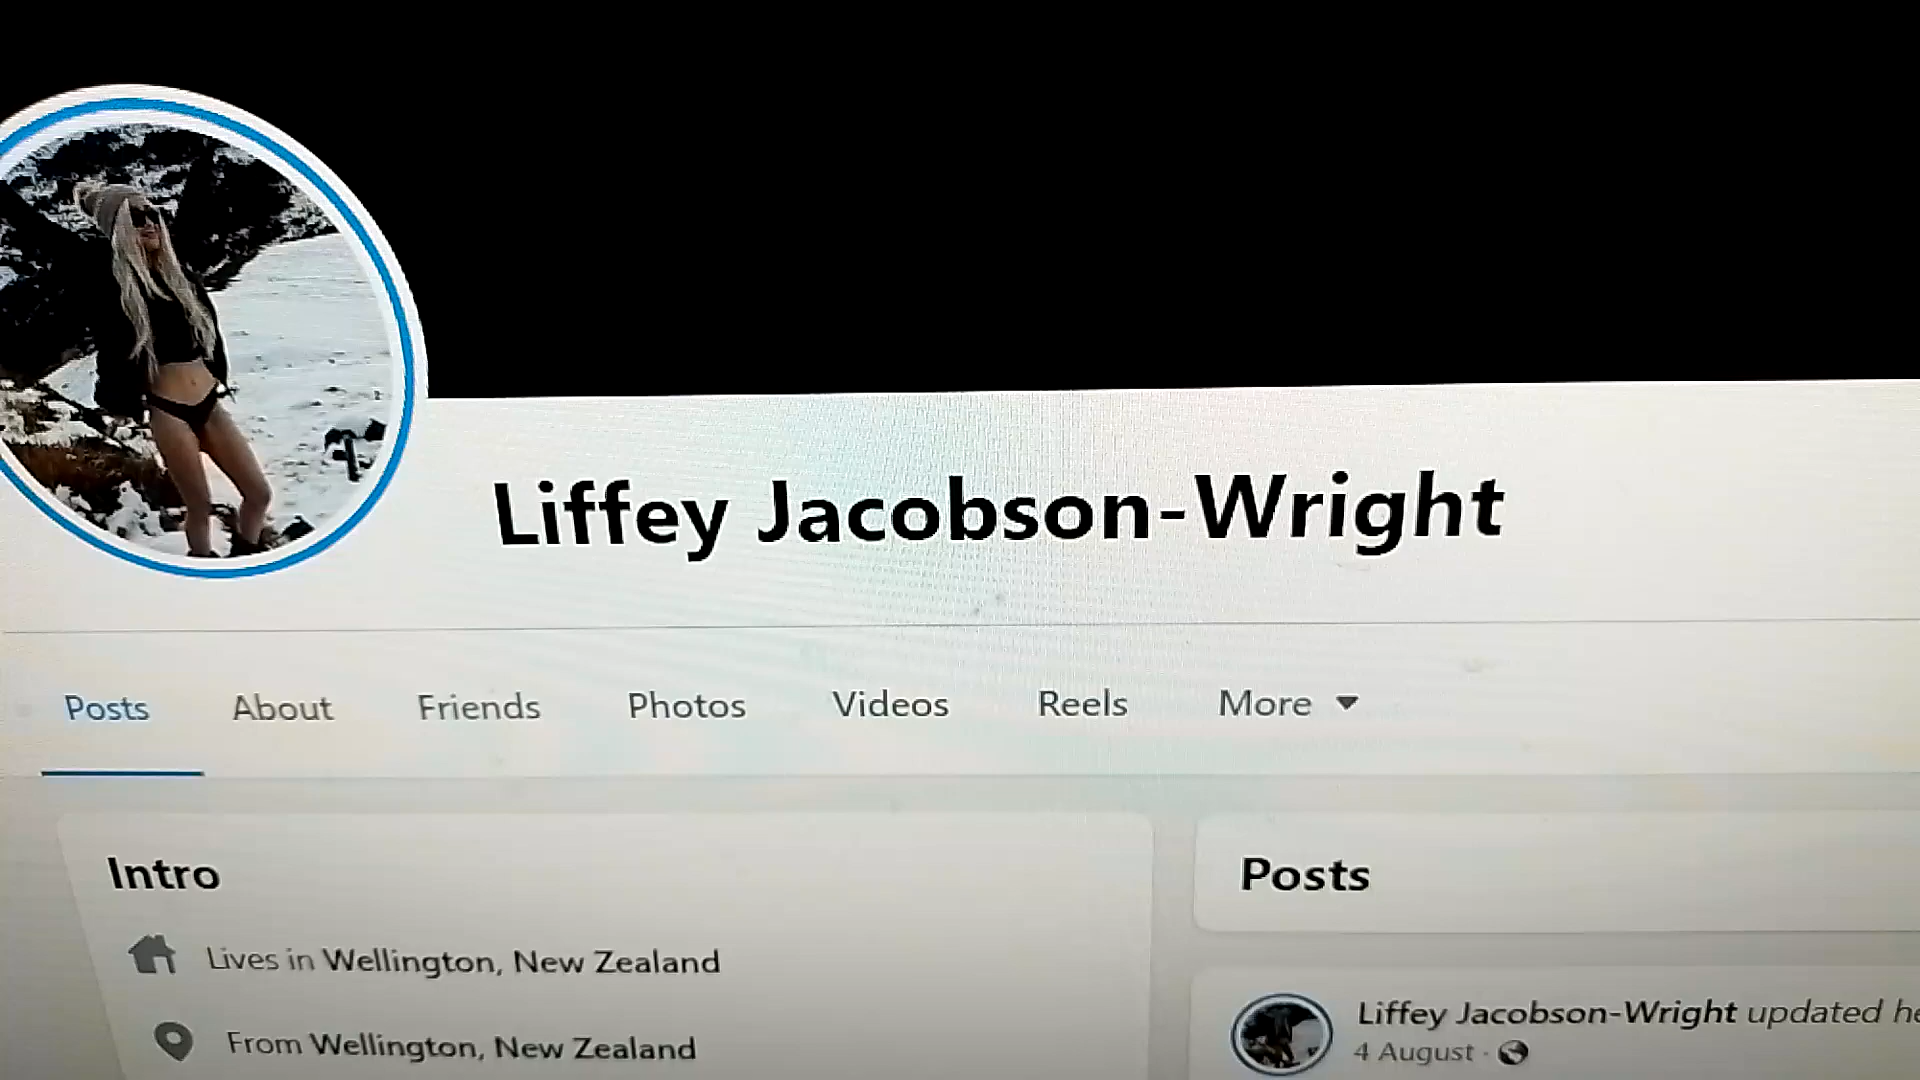 Liffey Jacobson-Wright
Posts About Friends Photos Videos Reels More
Intro
Lives in Wellington, New Zealand
From Wellington, New Zealand
Posts
Liffey Jacobson-Wright updated
4 August